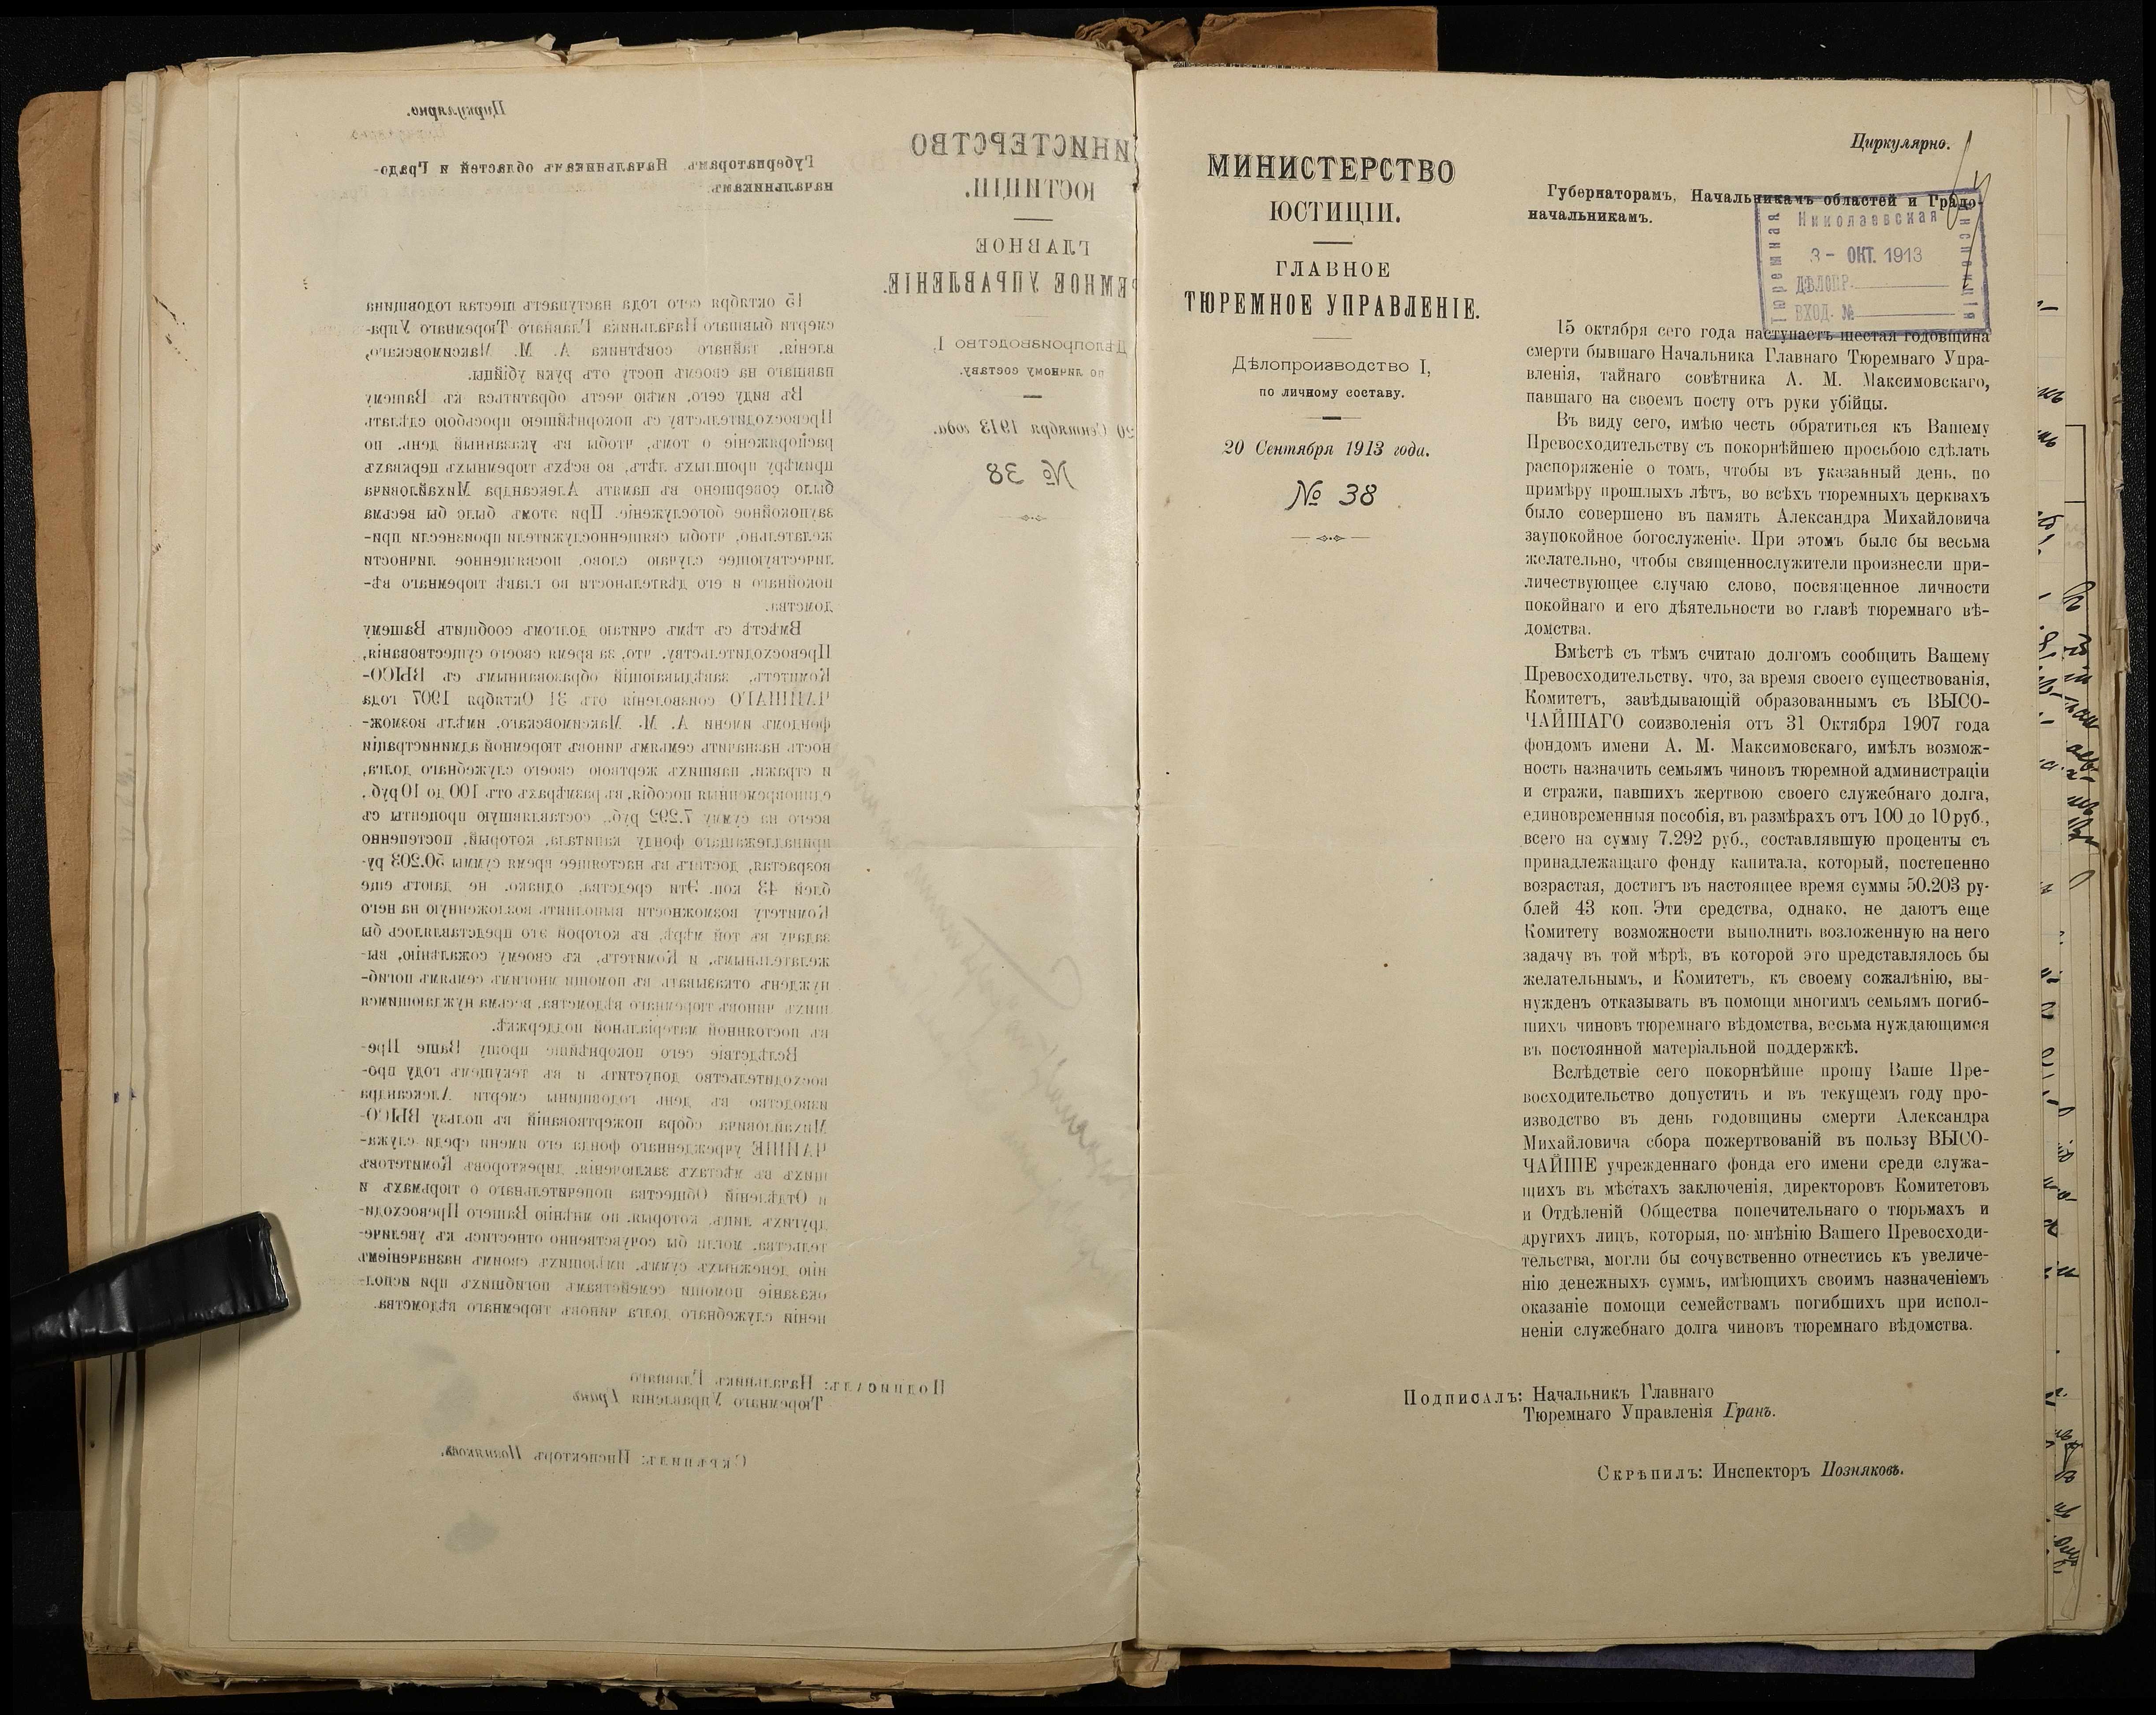 Циркулярно.
МИНИСТЕРСТВО
ЮСТИЦІИ.
ГЛАВНОЕ
ТЮРЕМНОЕ УПРАВЛЕНІЕ.
Дѣлопроизводство I,
по личному составу.
20 Сентября 1913 года.
№ 38
Губернаторамъ, Начальникамъ областей и Градо-
начальникамъ.
Тюремная
Николаевская
3- ОКТ. 1913
ДѢЛОПР.
ВХОД. №
15 октября сего года наступаетъ шестая годовщина
смерти бывшаго Начальника Главнаго Тюремнаго Упра-
вленія, тайнаго совѣтника А. М. Максимовскаго,
павшаго на своемъ посту отъ руки убійцы.
Въ виду сего, имѣю честь обратиться къ Вашему
Превосходительству съ покорнѣйшею просьбою сдѣлать
распоряженіе о томъ, чтобы въ указанный день, по
примѣру прошлыхъ лѣтъ, во всѣхъ тюремныхъ церквахъ
было совершено въ память Александра Михайловича
заупокойное богослуженіе. При этомъ было бы весьма
желательно, чтобы священнослужители произнесли при-
личествующее случаю слово, посвященное личности
покойнаго и его дѣятельности во главѣ тюремнаго вѣ-
домства.
Вмѣстѣ съ тѣмъ считаю долгомъ сообщить Вашему
Превосходительству, что, за время своего существованія,
Комитетъ, завѣдывающій образованнымъ съ ВЫСО-
ЧАЙШАГО соизволенія отъ 31 Октября 1907 года
фондомъ имени А. М. Максимовскаго, имѣлъ возмож-
ность назначить семьямъ чиновъ тюремной администраціи
и стражи, павшихъ жертвою своего служебнаго долга,
единовременныя пособія, въ размѣрахъ отъ 100 до 10 руб.,
всего на сумму 7.292 руб., составлявшую проценты съ
принадлежащаго фонду капитала, который, постепенно
возрастая, достигъ въ настоящее время суммы 50.203 ру-
блей 43 коп. Эти средства, однако, не даютъ еще
Комитету возможности выполнить возложенную на него
задачу въ той мѣрѣ, въ которой это представлялось бы
желательнымъ, и Комитетъ, къ своему сожалѣнію, вы-
нужденъ отказывать въ помощи многимъ семьямъ погиб-
шихъ чиновъ тюремнаго вѣдомства, весьма нуждающимся
въ постоянной матеріальной поддержкѣ.
Вслѣдствіе сего покорнѣйше прошу Ваше Пре-
восходительство допустить и въ текущемъ году про-
изводство въ день годовщины смерти Александра
Михайловича сбора пожертвованій въ пользу ВЫСО-
ЧАЙШЕ учрежденнаго фонда его имени среди служа-
щихъ въ мѣстахъ заключенія, директоровъ Комитетовъ
и Отдѣленій Общества попечительнаго о тюрьмахъ и
другихъ лицъ, которыя, по мнѣнію Вашего Превосходи-
тельства, могли бы сочувственно отнестись къ увеличе-
нію денежныхъ суммъ, имѣющихъ своимъ назначеніемъ
оказаніе помощи семействамъ погибшихъ при испол-
неніи служебнаго долга чиновъ тюремнаго вѣдомства.
Подписалъ: Начальникъ Главнаго
Тюремнаго Управленія Гранъ.
Скрѣпилъ: Инспекторъ Позняковъ.